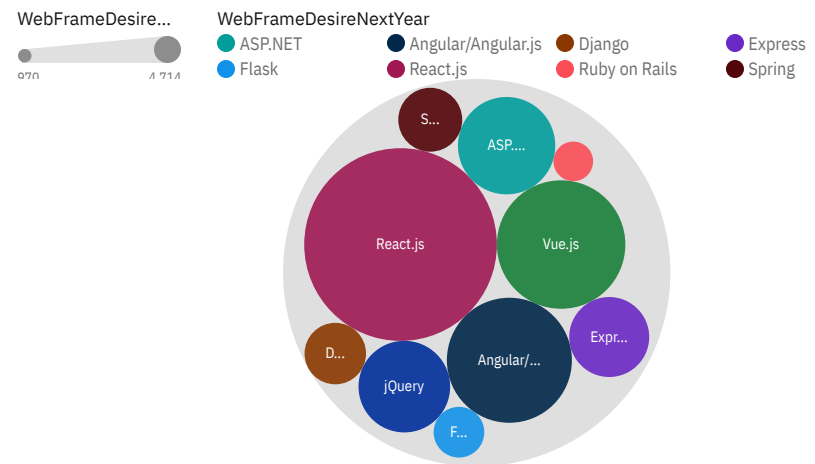 WebFrameDesire... WebFrameDesireNextYear
ASP.NET Angular/Angular.js Django Express
Flask React.js Ruby on Rails Spring
970 4,714
S...
ASP....
React.js Vue.js
Expr...
D... Angular/...
jQuery
F...